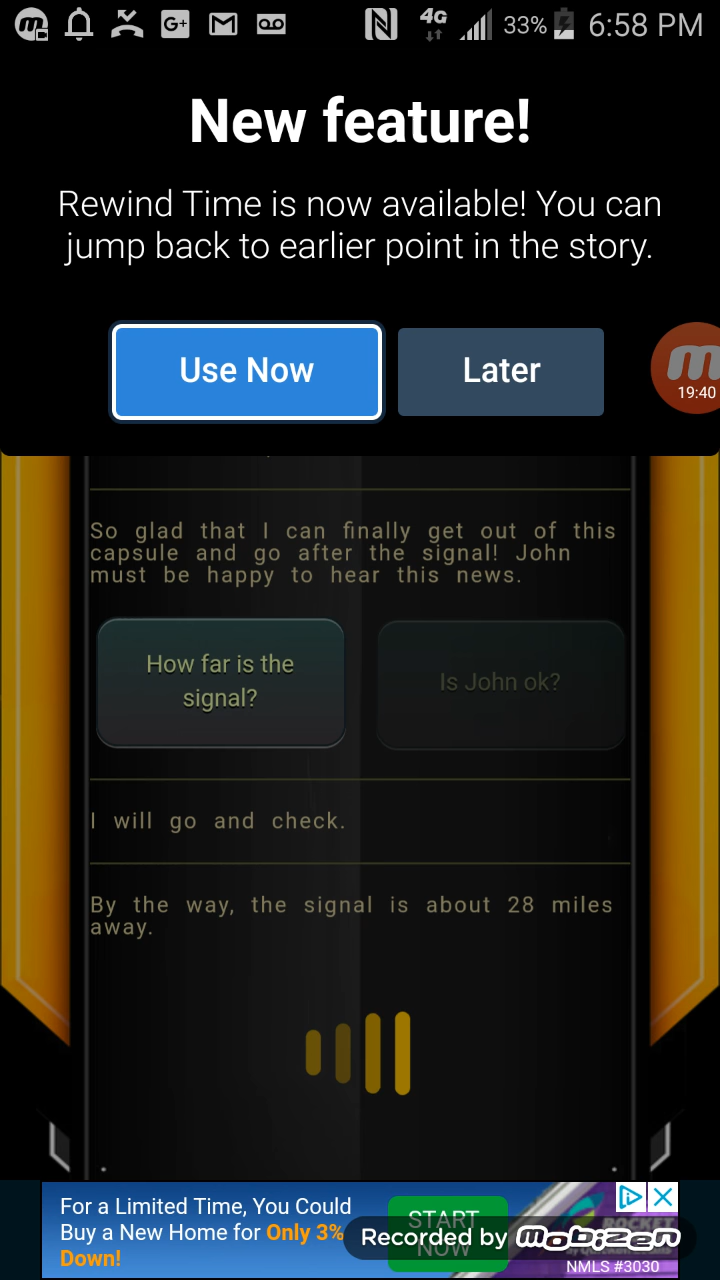 G+
4G
33%
6:58 PM
New feature!
Rewind Time is now available! You can
jump back to earlier point in the story.
Use Now
Later
19:40
So glad that I can finally get out of this
capsule and go after the signal! John
must be happy to hear this news.
How far is the
signal?
Is John ok?
I will go and check.
By the way, the signal is about 28 miles
away.
For a Limited Time, You Could
Buy a New Home for Only 3%
Down!
START
NOW
Recorded by mobizen
NMLS #3030